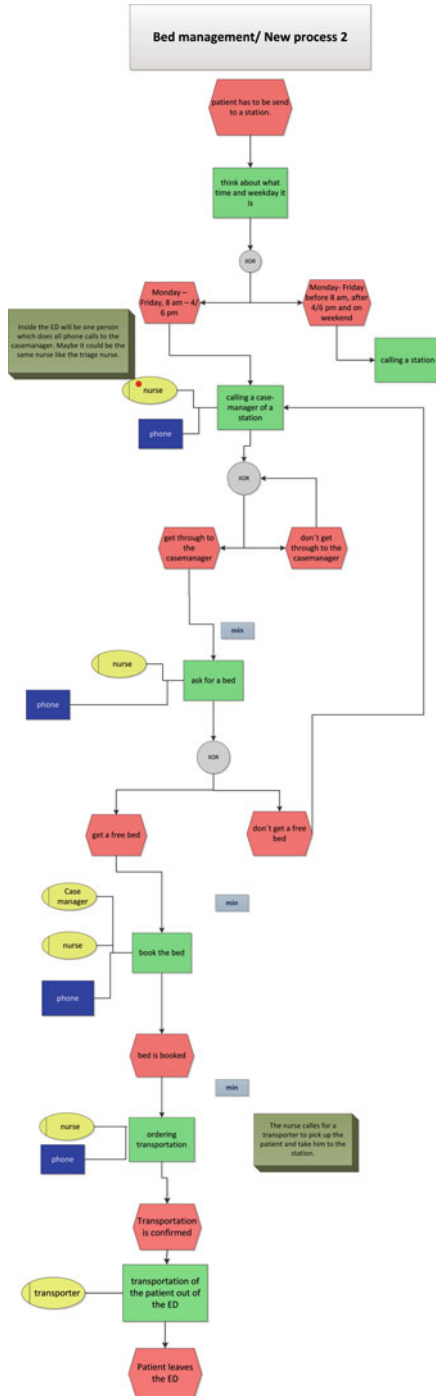 Bed management/ New process 2
patient has to be send
to a station.
think about what
time and weekday it
is
XOR
Monday –
Friday, 8 am – 4/
6 pm
Monday- Friday
before 8 am, after
4/6 pm and on
weekend
Inside the ED will be one person
which does all phone calls to the
casemanager. Maybe it could be the
same nurse like the triage nurse.
calling a station
nurse
calling a case-
manager of a
station
phone
XOR
get through to
the
casemanager
don´t get
through to the
casemanager
min
nurse
ask for a bed
phone
XOR
get a free bed
don´t get a free
bed
Case
manager
min
nurse
book the bed
phone
bed is booked
min
nurse
ordering
transportation
The nurse calls for a
transporter to pick up the
patient and take him to the
station.
phone
Transportation
is confirmed
transportation of
the patient out of
the ED
transporter
Patient leaves
the ED